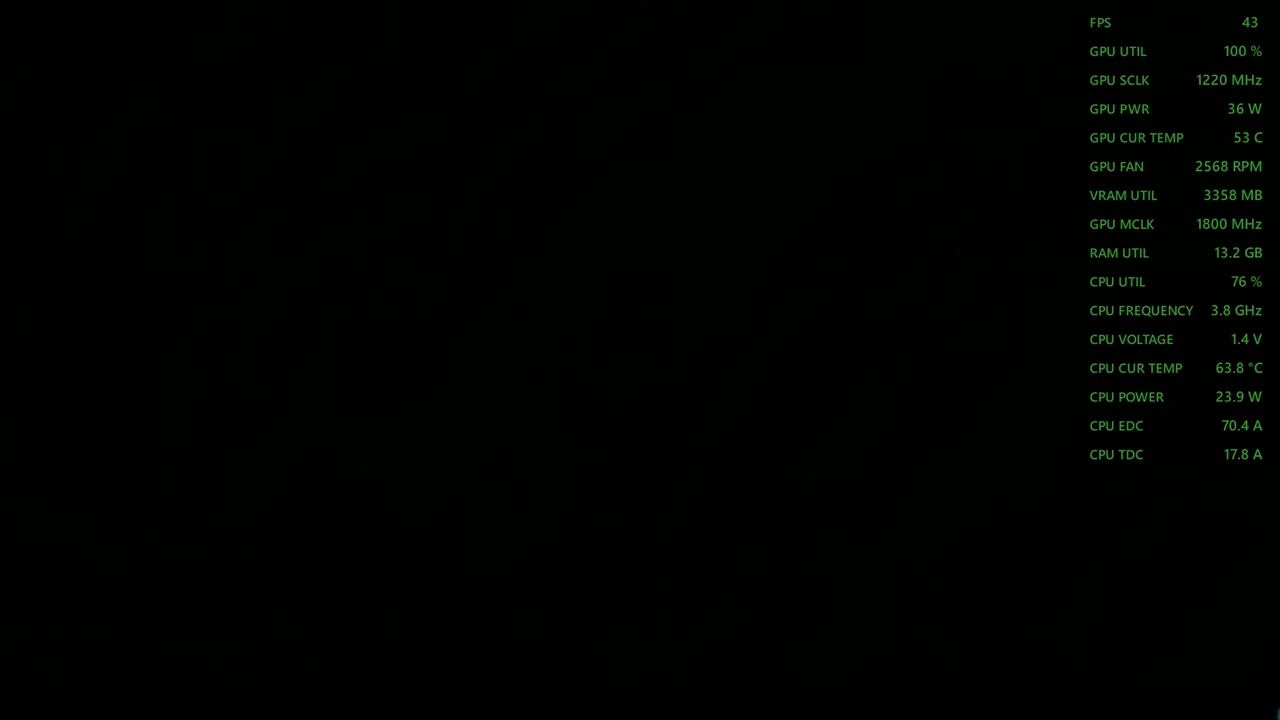 FPS 43
GPU UTIL 100 %
GPU SCLK 1220 MHz
GPU PWR 36 W
GPU CUR TEMP 53 C
GPU FAN 2568 RPM
VRAM UTIL 3358 MB
GPU MCLK 1800 MHz
RAM UTIL 13.2 GB
CPU UTIL 76 %
CPU FREQUENCY 3.8 GHz
CPU VOLTAGE 1.4 V
CPU CUR TEMP 63.8 °C
CPU POWER 23.9 W
CPU EDC 70.4 A
CPU TDC 17.8 A